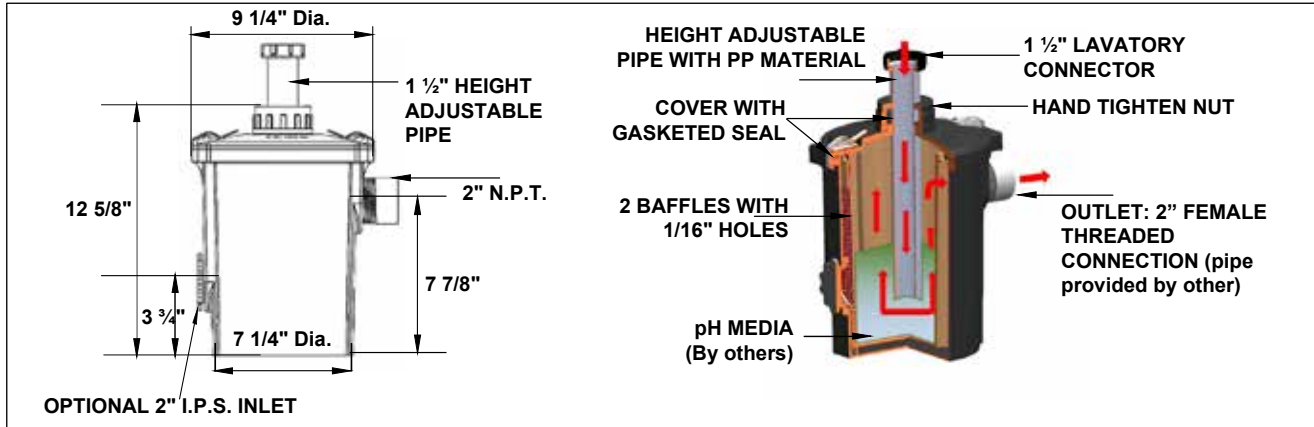 9 1/4" Dia.
1 ½" HEIGHT
ADJUSTABLE
PIPE
12 5/8"
2" N.P.T.
7 7/8"
3 ¾"
7 1/4" Dia.
OPTIONAL 2" I.P.S. INLET
HEIGHT ADJUSTABLE
PIPE WITH PP MATERIAL
1 ½" LAVATORY
CONNECTOR
COVER WITH
GASKETED SEAL
HAND TIGHTEN NUT
2 BAFFLES WITH
1/16" HOLES
OUTLET: 2” FEMALE
THREADED
CONNECTION (pipe
provided by other)
pH MEDIA
(By others)